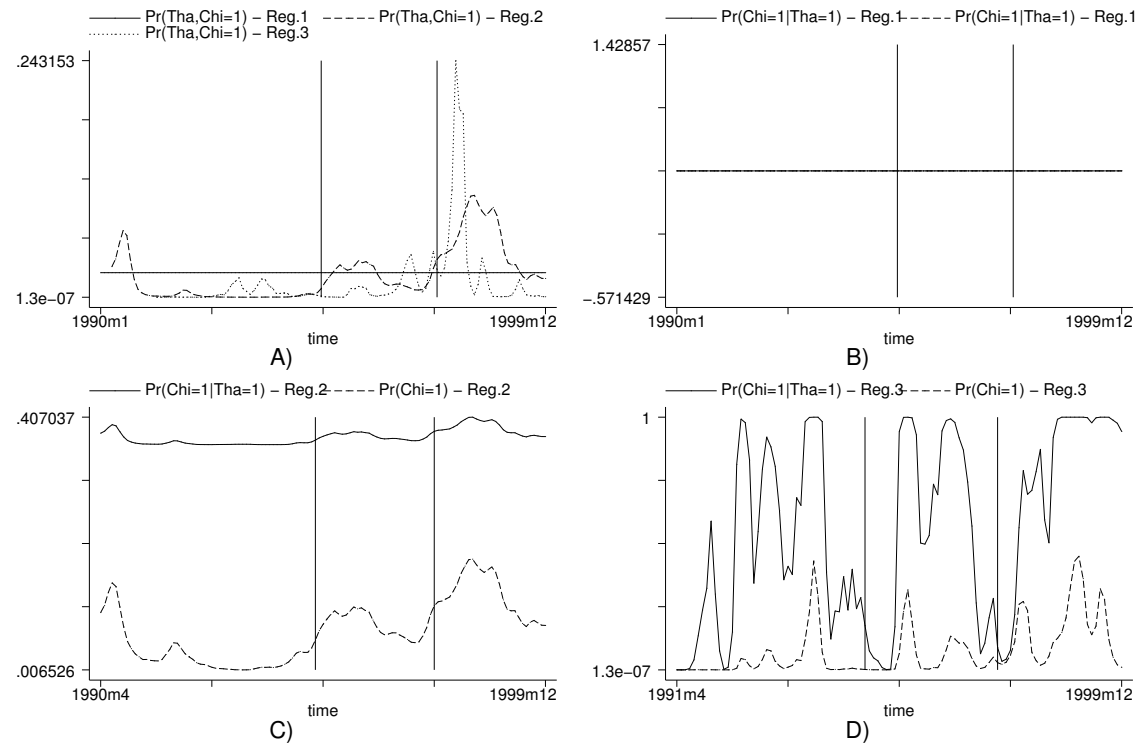 Pr(Tha,Chi=1) − Reg.1 Pr(Tha,Chi=1) − Reg.2
Pr(Tha,Chi=1) − Reg.3
.243153
1.3e−07
1990m1 1999m12
time
A)
Pr(Chi=1|Tha=1) − Reg.1 Pr(Chi=1|Tha=1) − Reg.1
1.42857
−.571429
1990m1 1999m12
time
B)
Pr(Chi=1|Tha=1) − Reg.2 Pr(Chi=1) − Reg.2
.407037
.006526
1990m4 1999m12
time
C)
Pr(Chi=1|Tha=1) − Reg.3 Pr(Chi=1) − Reg.3
1
1.3e−07
1991m4 1999m12
time
D)